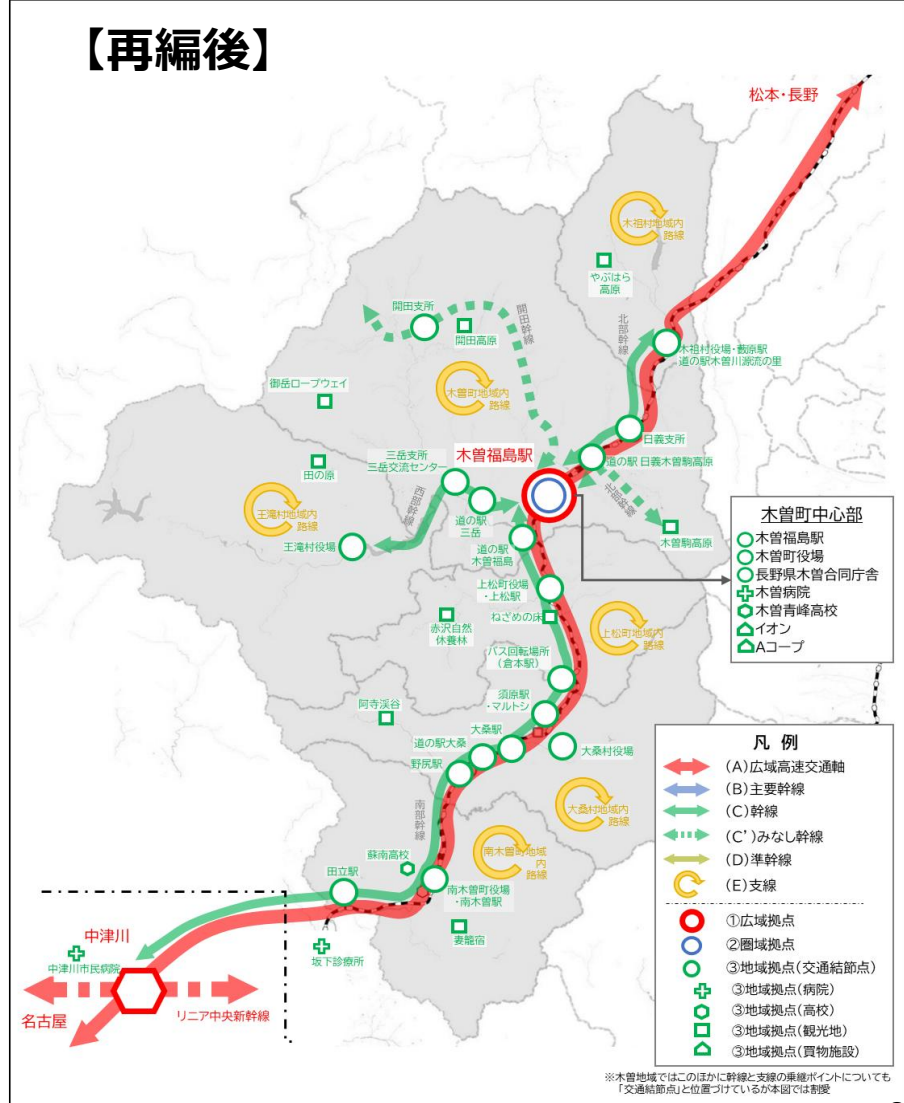 【再編後】
松本・長野
木祖村地域内
路線
やぶはら
高原
開田支所
開田幹線
開田高原
北部幹線
木祖村役場・藪原駅
道の駅木曽川源流の里
御岳ロープウェイ
木曽町地域内
路線
日義支所
三岳支所
三岳交流センター
木曽福島駅
道の駅 日義木曽駒高原
田の原
西部幹線
北部幹線
王滝村地域内
路線
道の駅
三岳
木曽駒高原
王滝村役場
道の駅
木曽福島
木曽町中心部
木曽福島駅
木曽町役場
長野県木曽合同庁舎
木曽病院
木曽青峰高校
イオン
Aコープ
上松町役場
・上松駅
ねざめの床
赤沢自然
休養林
上松町地域内
路線
バス回転場所
(倉本駅)
阿寺渓谷
須原駅
・マルトシ
大桑駅
道の駅大桑
大桑村役場
野尻駅
大桑村地域内
路線
南部幹線
南木曽町地域
内
路線
蘇南高校
田立駅
南木曽町役場
・南木曽駅
妻籠宿
中津川
中津川市民病院
坂下診療所
名古屋
リニア中央新幹線
凡 例
(A)広域高速交通軸
(B)主要幹線
(C)幹線
(C’)みなし幹線
(D)準幹線
(E)支線
①広域拠点
②圏域拠点
③地域拠点(交通結節点)
③地域拠点(病院)
③地域拠点(高校)
③地域拠点(観光地)
③地域拠点(買物施設)
※木曽地域ではこのほかに幹線と支線の乗継ポイントについても
「交通結節点」と位置づけているが本図では割愛